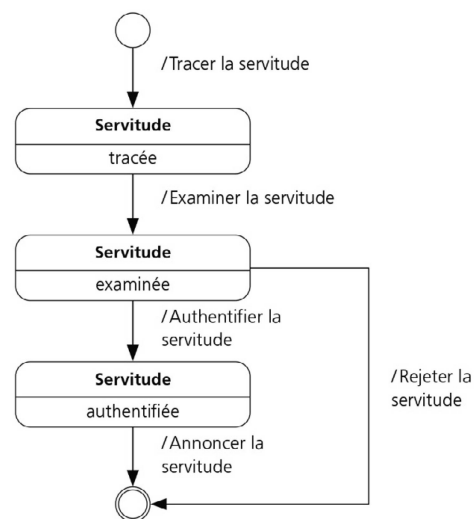 /Tracer la servitude
Servitude
tracée
/Examiner la servitude
Servitude
examinée
/Authentifier la
servitude
/Rejeter la
servitude
Servitude
authentifiée
/Annoncer la
servitude